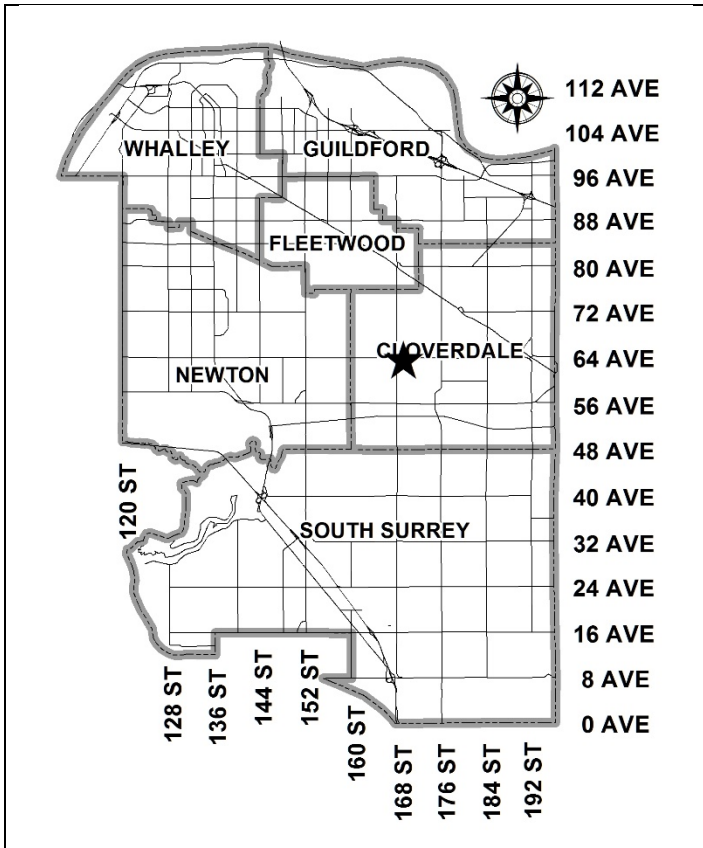 112 AVE
104 AVE
WHALLEY
GUILDFORD
96 AVE
88 AVE
FLEETWOOD
80 AVE
72 AVE
CLOVERDALE
64 AVE
NEWTON
56 AVE
48 AVE
120 ST
40 AVE
SOUTH SURREY
32 AVE
24 AVE
16 AVE
128 ST
136 ST
144 ST
152 ST
8 AVE
160 ST
0 AVE
168 ST
176 ST
184 ST
192 ST